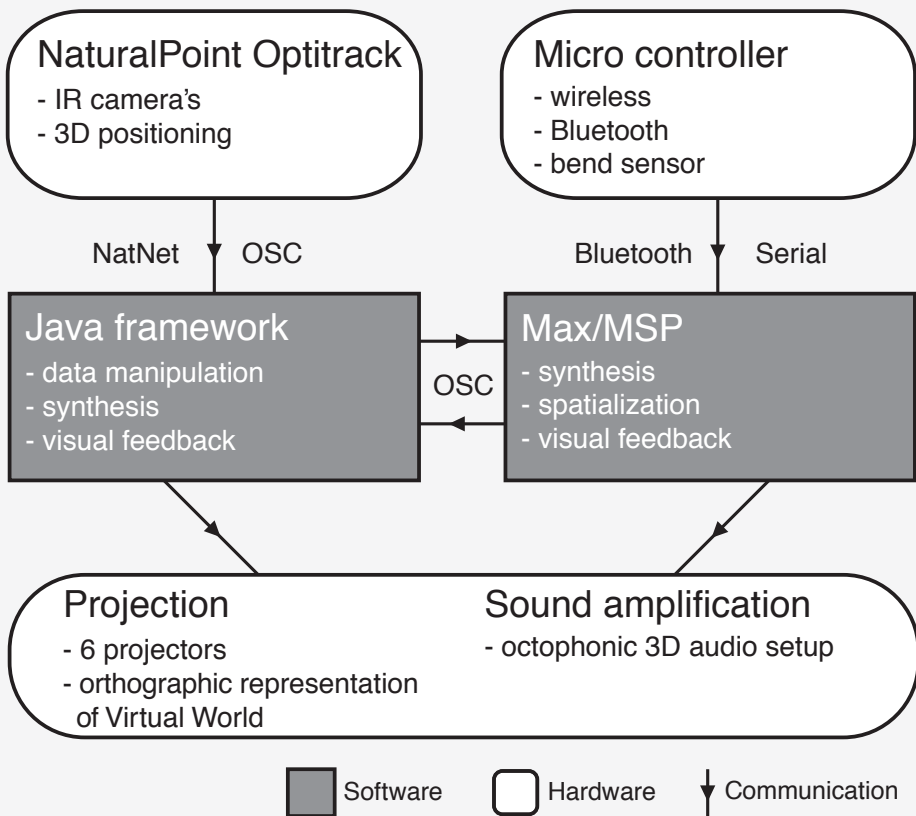 NaturalPoint Optitrack
- IR camera's
- 3D positioning
Micro controller
- wireless
- Bluetooth
- bend sensor
NatNet OSC
Bluetooth Serial
Java framework
- data manipulation
- synthesis
- visual feedback
OSC
Max/MSP
- synthesis
- spatialization
- visual feedback
Projection
- 6 projectors
- orthographic representation
of Virtual World
Sound amplification
- octophonic 3D audio setup
Software
Hardware
Communication